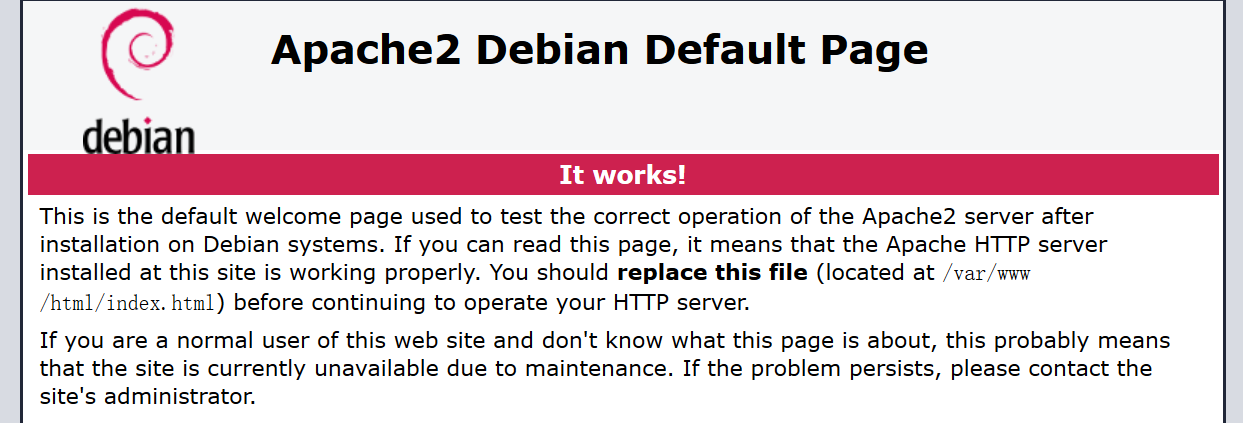 debian
Apache2 Debian Default Page
It works!
This is the default welcome page used to test the correct operation of the Apache2 server after
installation on Debian systems. If you can read this page, it means that the Apache HTTP server
installed at this site is working properly. You should replace this file (located at /var/www
/html/index.html) before continuing to operate your HTTP server.
If you are a normal user of this web site and don't know what this page is about, this probably means
that the site is currently unavailable due to maintenance. If the problem persists, please contact the
site's administrator.